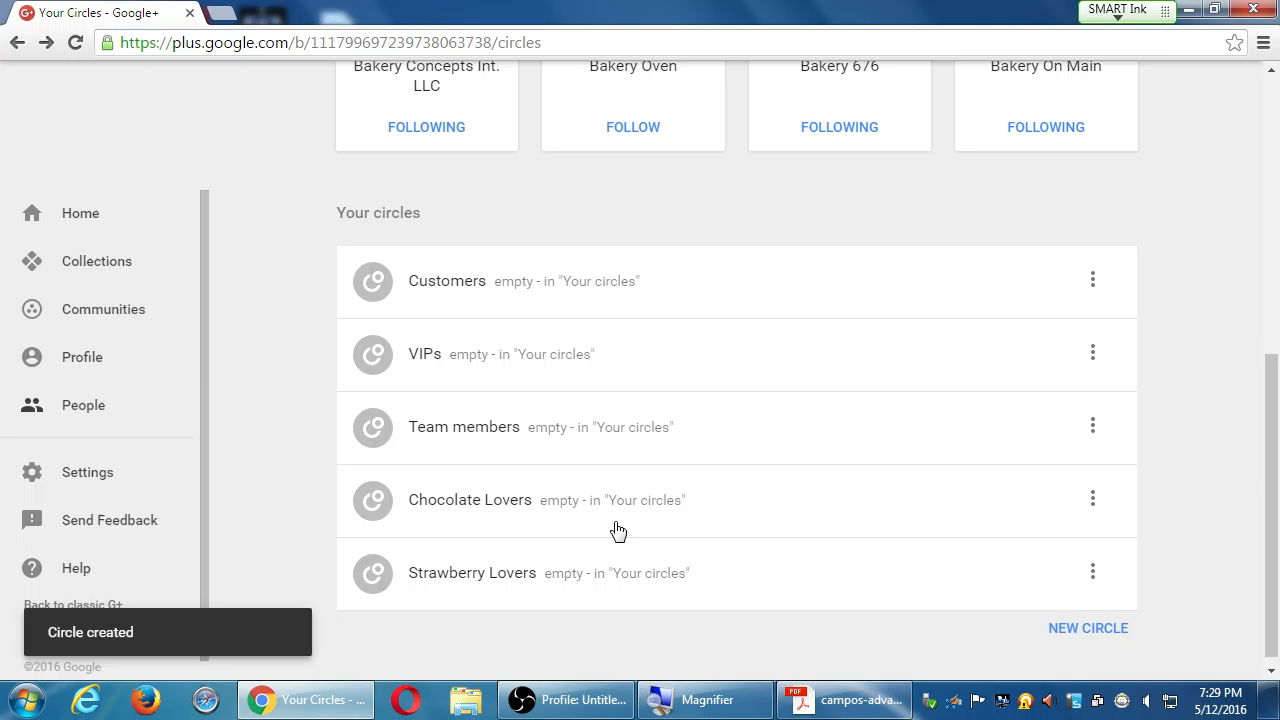 Your Circles - Google+
SMART Ink
https://plus.google.com/b/111799697239738063738/circles
Bakery Concepts Int. LLC
FOLLOWING
Bakery Oven
FOLLOW
Bakery 676
FOLLOWING
Bakery On Main
FOLLOWING
Home
Collections
Communities
Profile
People
Settings
Send Feedback
Help
Back to classic G+
Circle created
©2016 Google
Your circles
Customers empty - in "Your circles"
VIPs empty - in "Your circles"
Team members empty - in "Your circles"
Chocolate Lovers empty - in "Your circles"
Strawberry Lovers empty - in "Your circles"
NEW CIRCLE
Your Circles - ...
Profile: Untitle...
Magnifier
PDF
campos-adva...
7:29 PM
5/12/2016